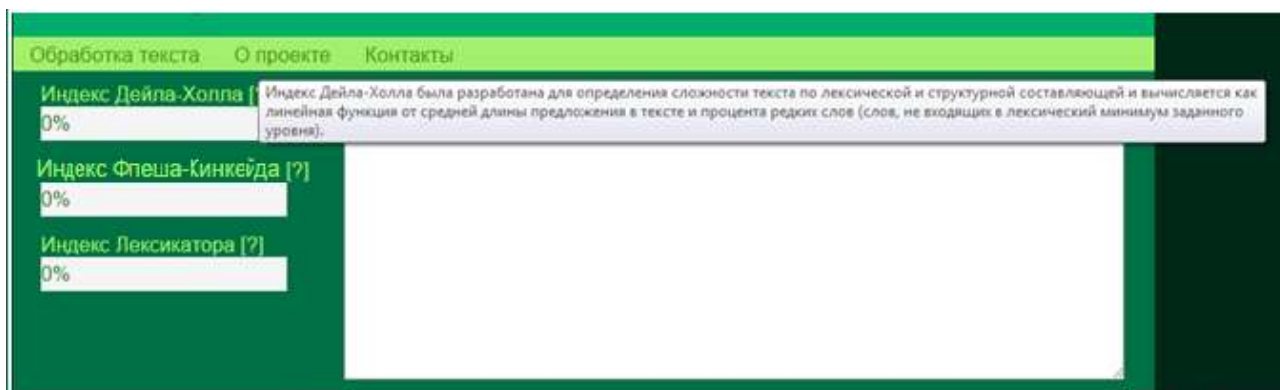 Обработка текста О проекте Контакты
Индекс Дейла-Холла [
Индекс Дейла-Холла была разработана для определения сложности текста по лексической и структурной составляющей и вычисляется как
линейная функция от средней длины предложения в тексте и процента редких слов (слов, не входящих в лексический минимум заданного
уровня).
0%
Индекс Флеша-Кинкейда [?]
0%
Индекс Лексикатора [?]
0%